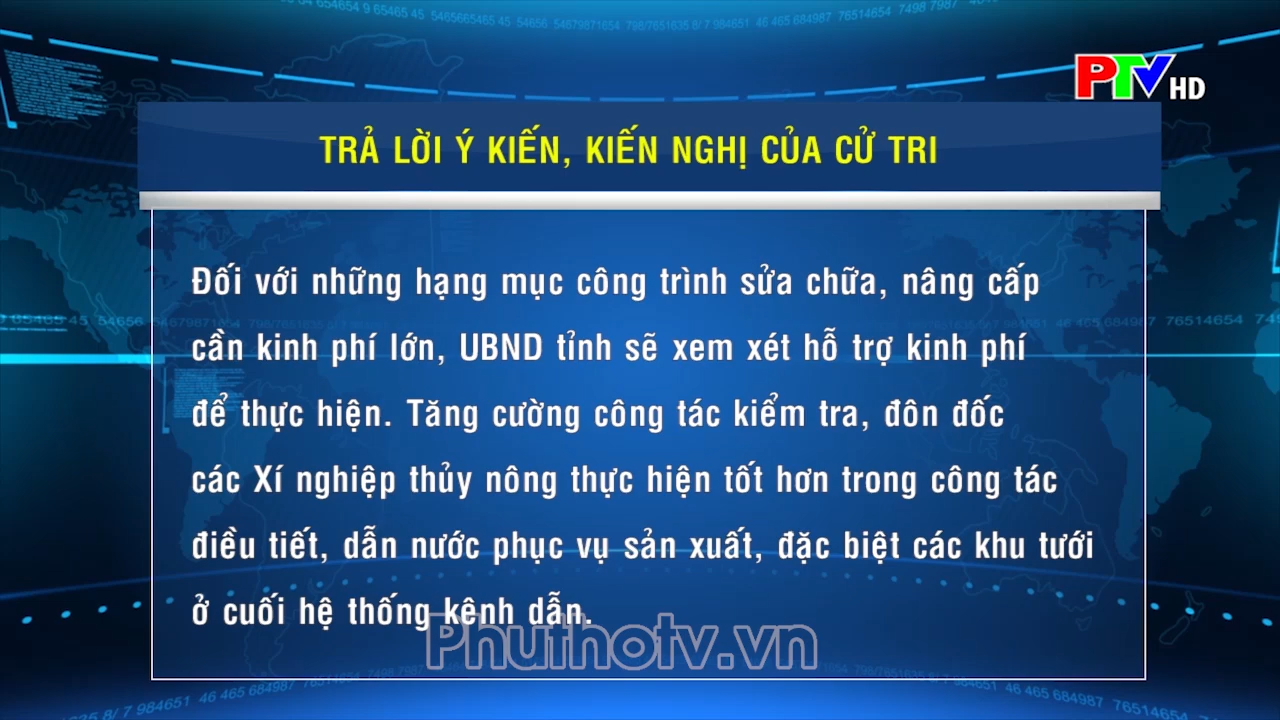 PTV HD
TRẢ LỜI Ý KIẾN, KIẾN NGHỊ CỦA CỬ TRI
Đối với những hạng mục công trình sửa chữa, nâng cấp
cần kinh phí lớn, UBND tỉnh sẽ xem xét hỗ trợ kinh phí
để thực hiện. Tăng cường công tác kiểm tra, đôn đốc
các Xí nghiệp thủy nông thực hiện tốt hơn trong công tác
điều tiết, dẫn nước phục vụ sản xuất, đặc biệt các khu tưới
ở cuối hệ thống kênh dẫn.
Phuthotv.vn